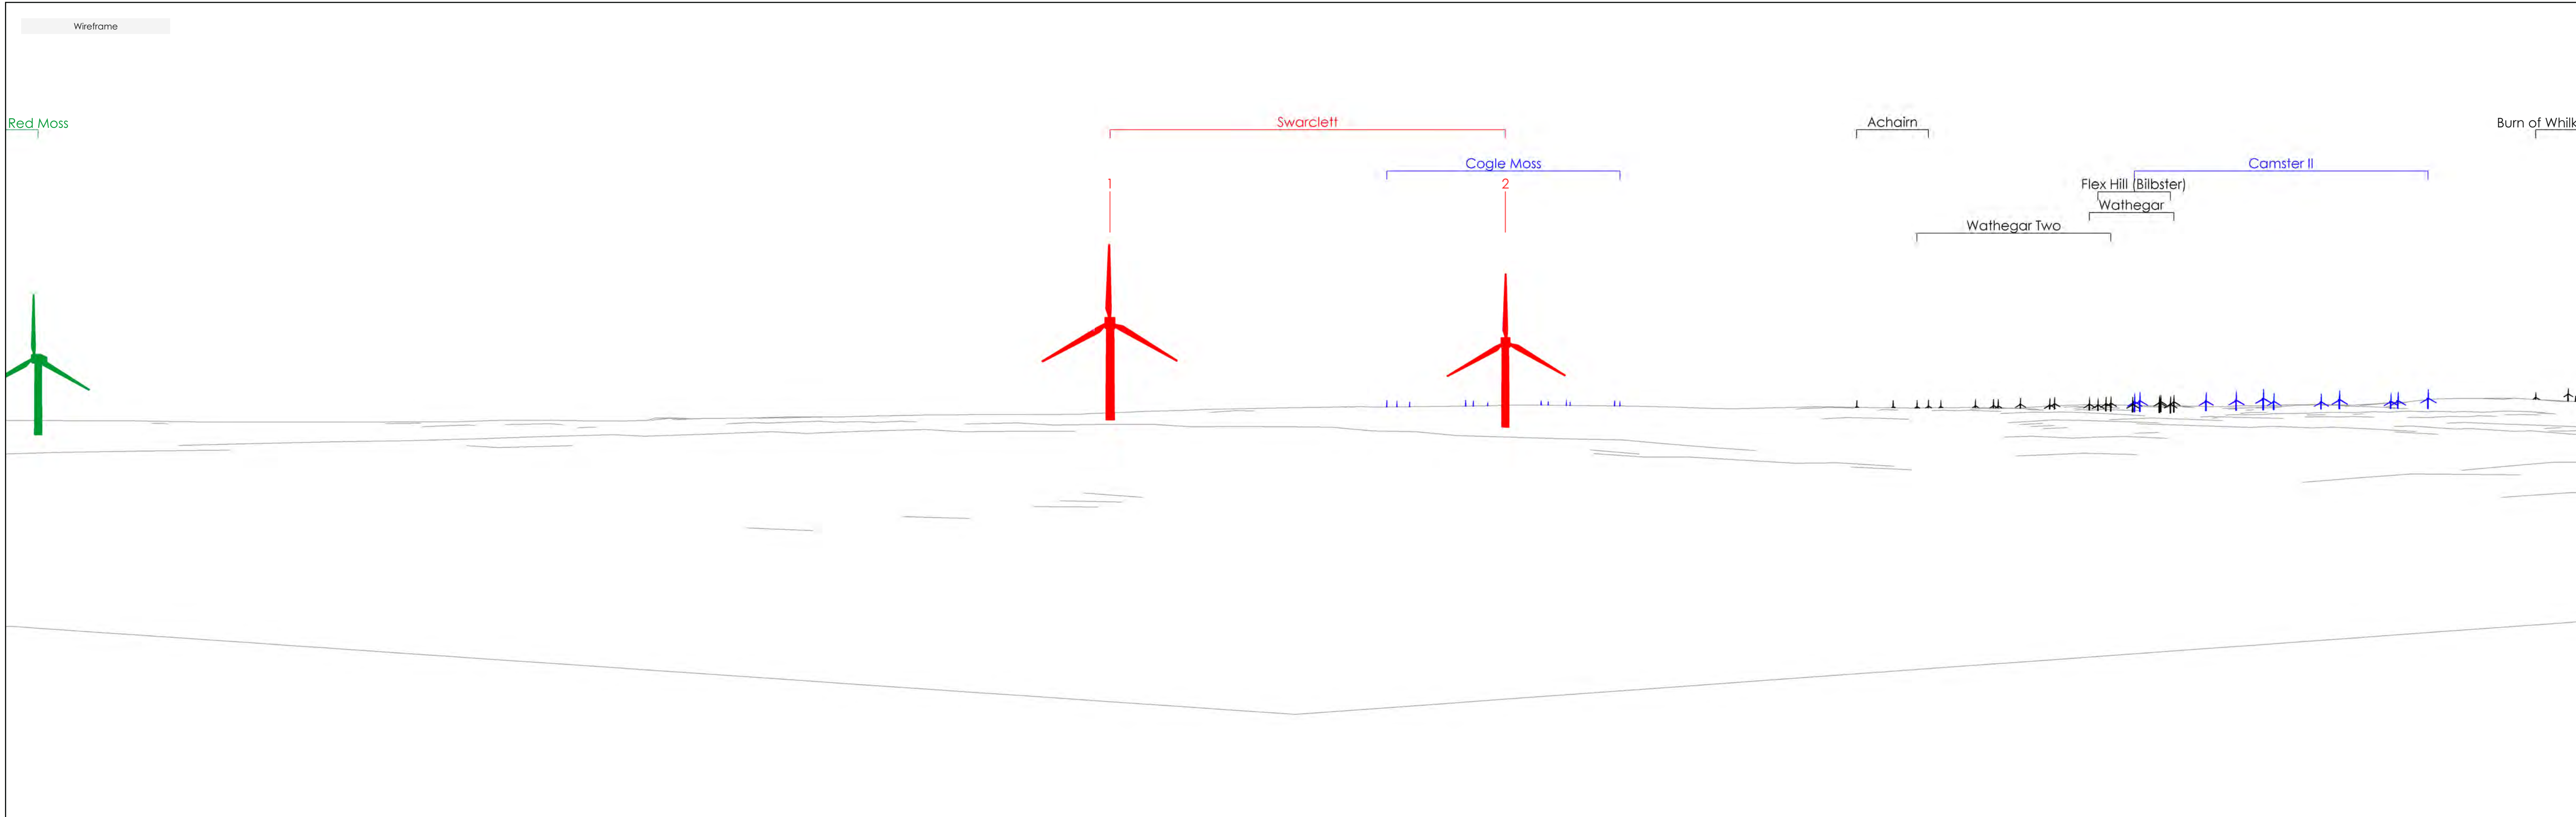 Wireframe
Red Moss
Swarclett
Achairn
Burn of Whilk
Cogle Moss
Camster II
1
2
Flex Hill (Bilbster)
Wathegar
Wathegar Two